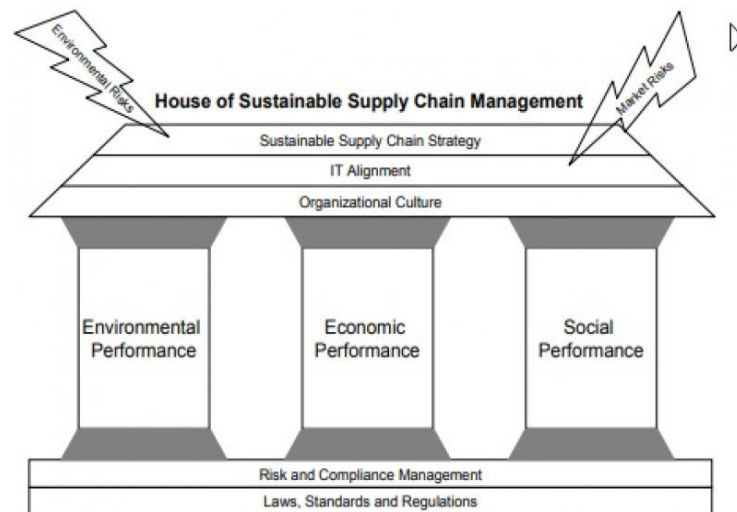 Environmental Risks
Market Risks
House of Sustainable Supply Chain Management
Sustainable Supply Chain Strategy
IT Alignment
Organizational Culture
Environmental
Performance
Economic
Performance
Social
Performance
Risk and Compliance Management
Laws, Standards and Regulations